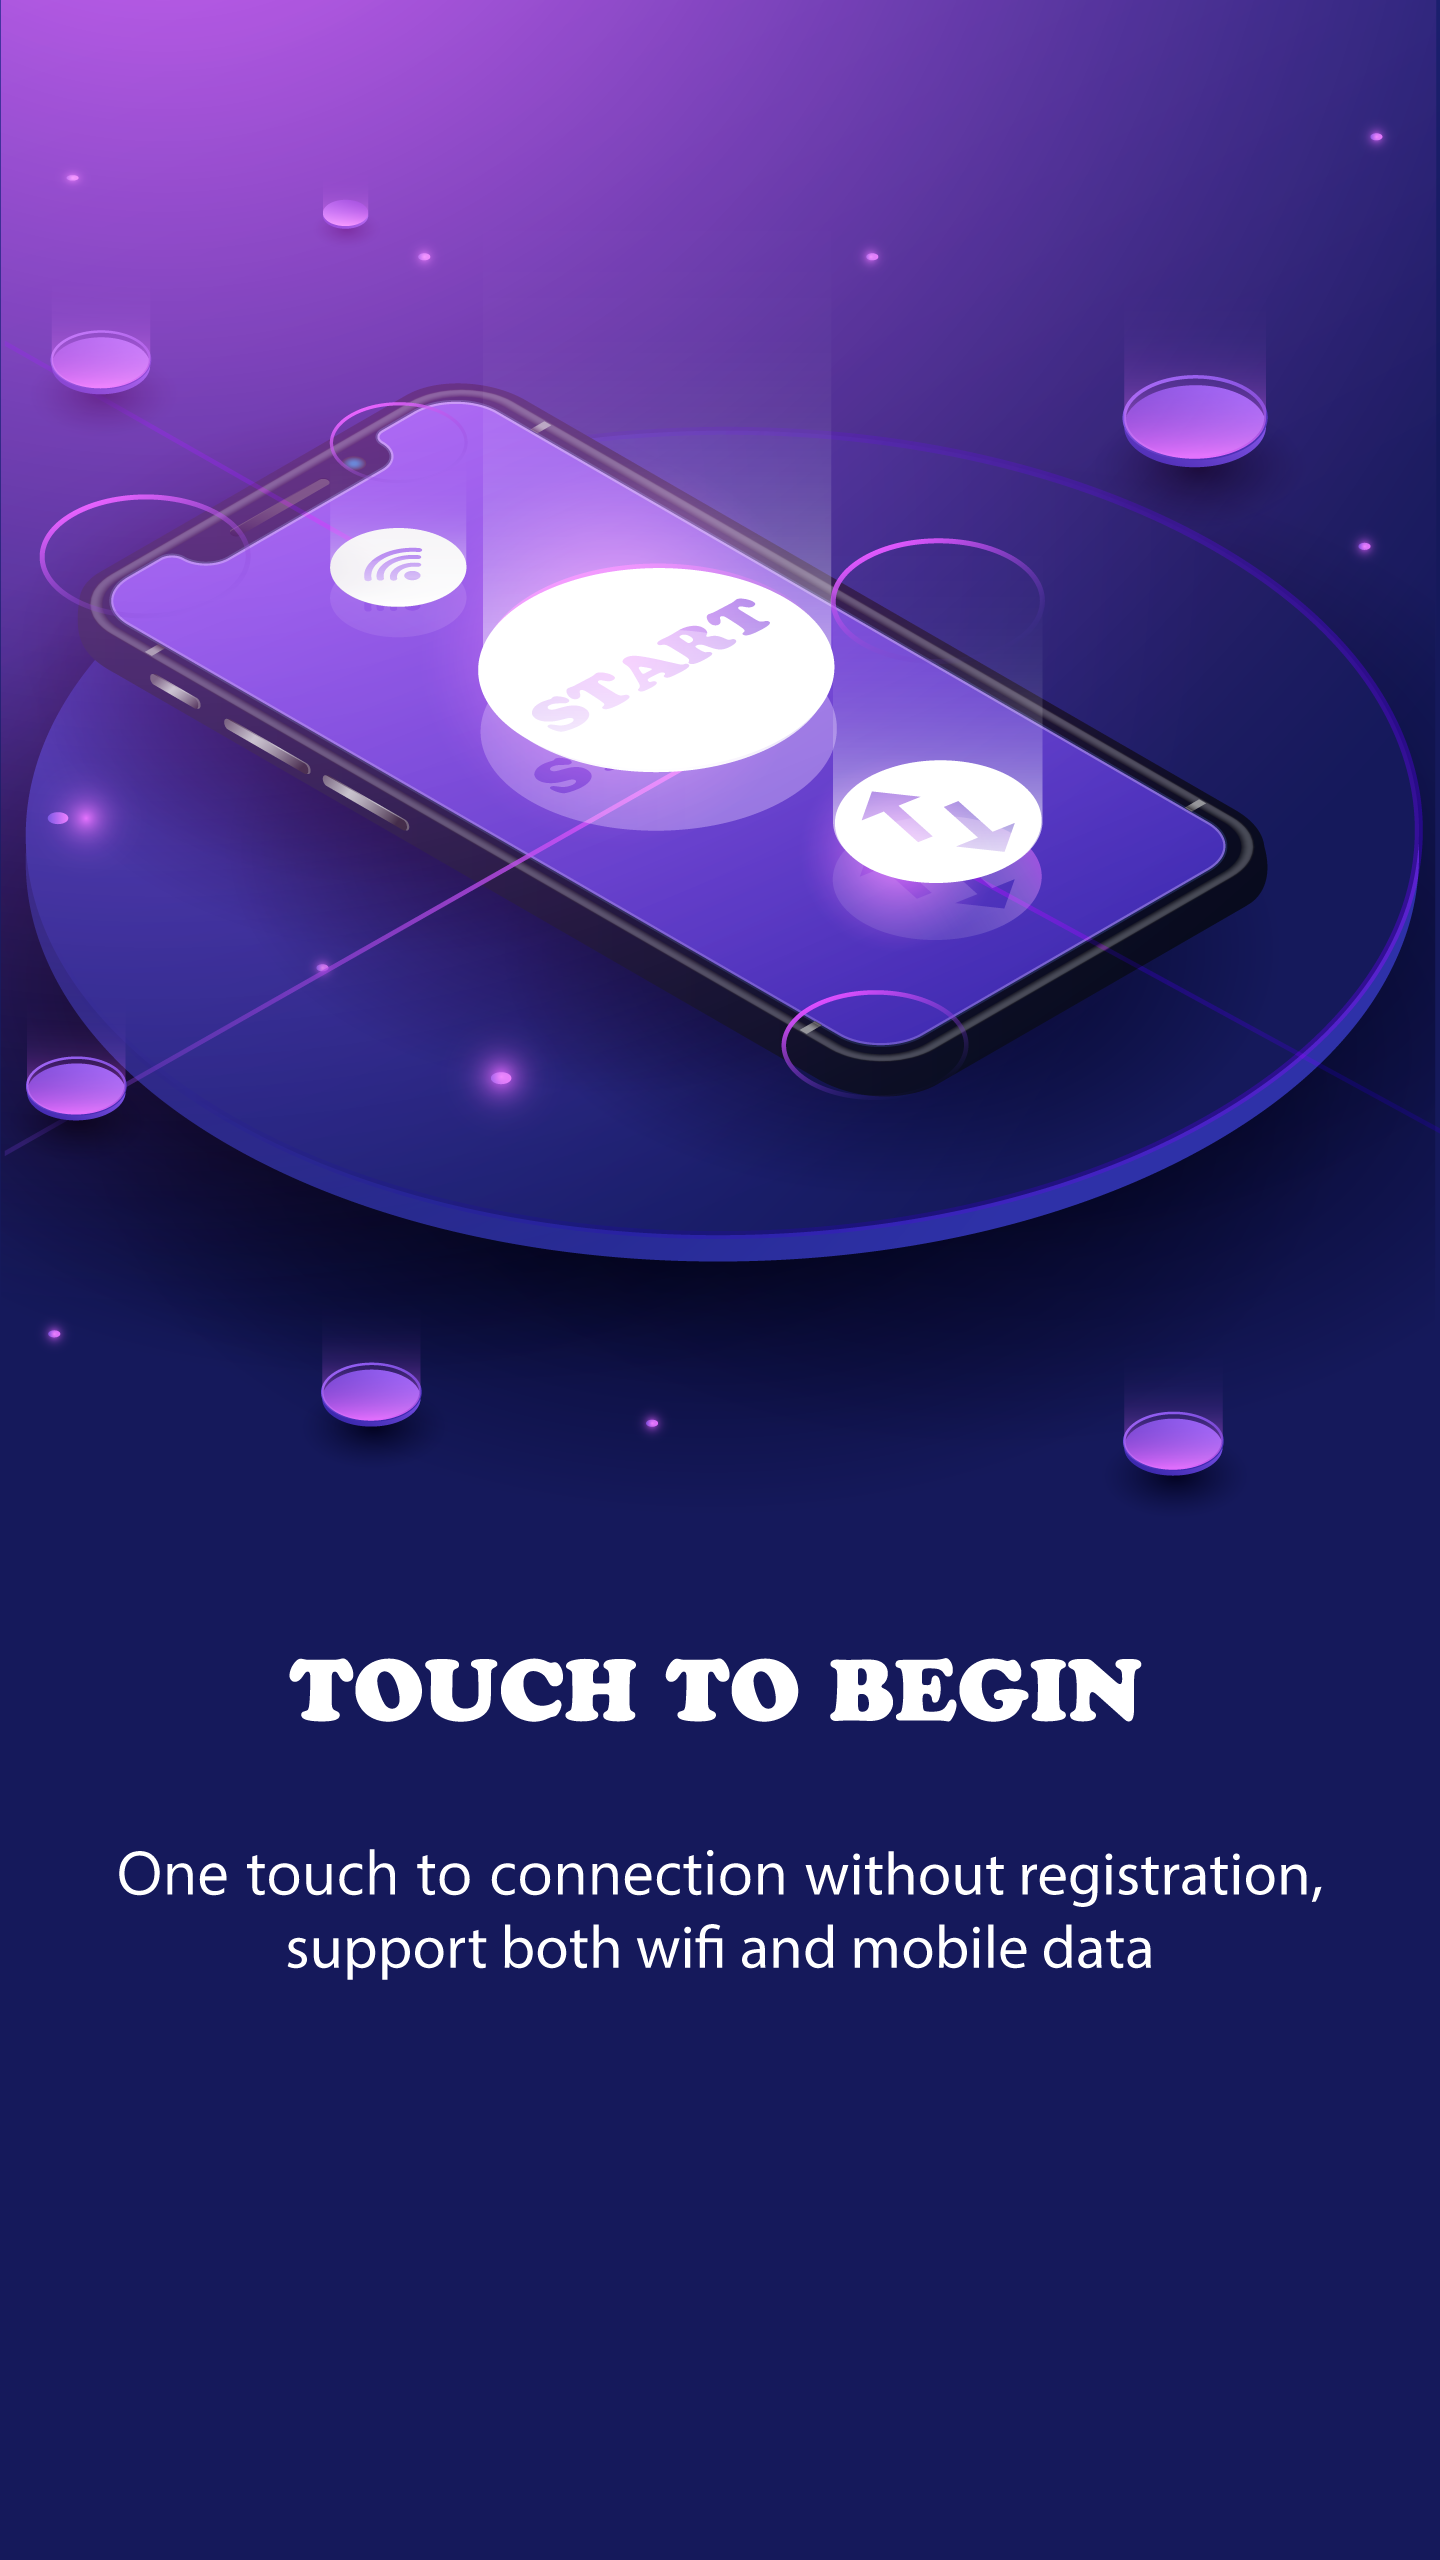 START
TOUCH TO BEGIN
One touch to connection without registration,
support both wifi and mobile data